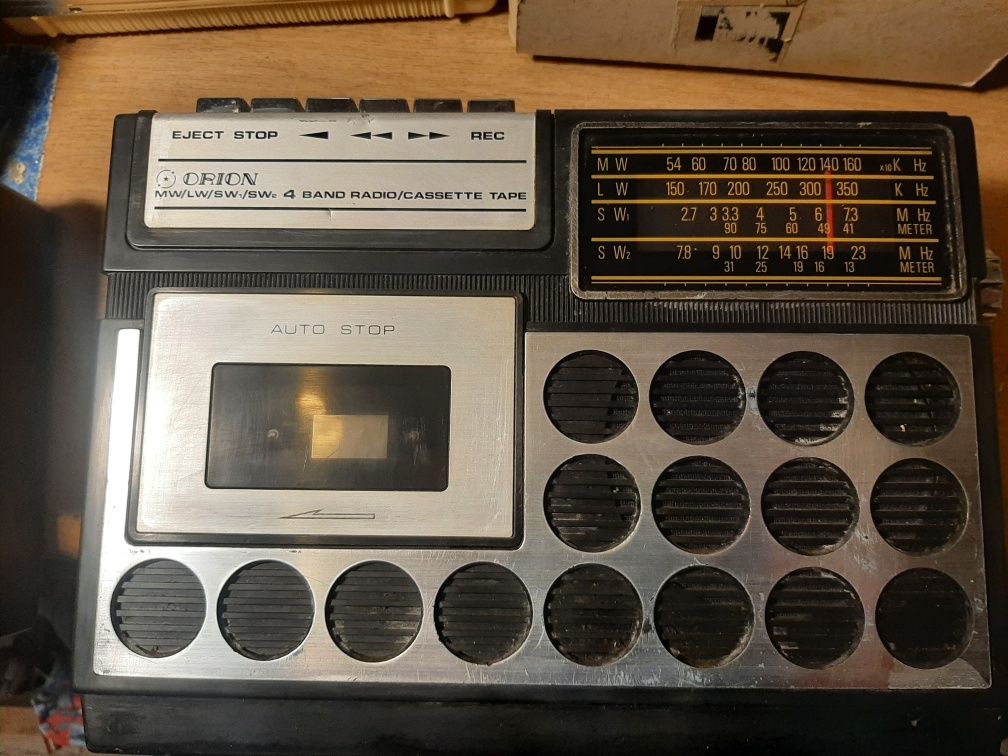 EJECT STOP ◄ ◄◄ ►► REC
ORION
MW/LW/SW₁/SW₂ 4 BAND RADIO/CASSETTE TAPE
M W 54 60 70 80 100 120 140 160 x10 K Hz
L W 150 170 200 250 300 350 K Hz
S W₁ 2.7 3 3.3 4 5 6 7.3 M Hz
90 75 60 49 41 METER
S W₂ 7.8 9 10 12 14 16 19 23 M Hz
31 25 19 16 13 METER
AUTO STOP